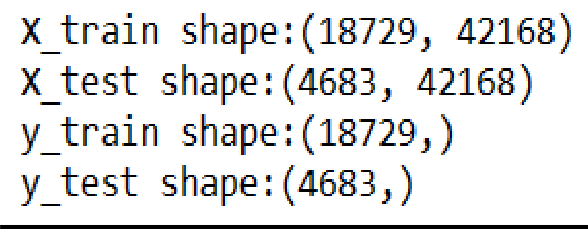 X_train shape:(18729, 42168)
X_test shape:(4683, 42168)
y_train shape:(18729,)
y_test shape:(4683,)